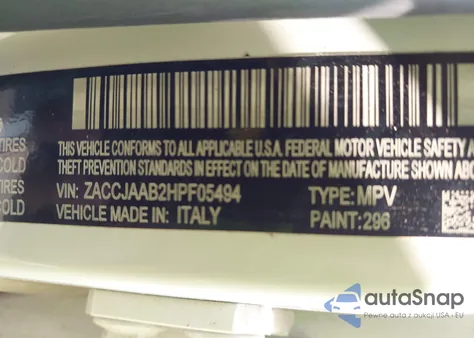 TIRES
COLD
TIRES
COLD
THIS VEHICLE CONFORMS TO ALL APPLICABLE U.S.A. FEDERAL MOTOR VEHICLE SAFETY
THEFT PREVENTION STANDARDS IN EFFECT ON THE DATE OF MANUFACTURE SHOWN
VIN: ZACCJAAB2HPF05494 TYPE: MPV
VEHICLE MADE IN: ITALY PAINT: 296
autoSnap
Pewne auta z aukcji USA - EU